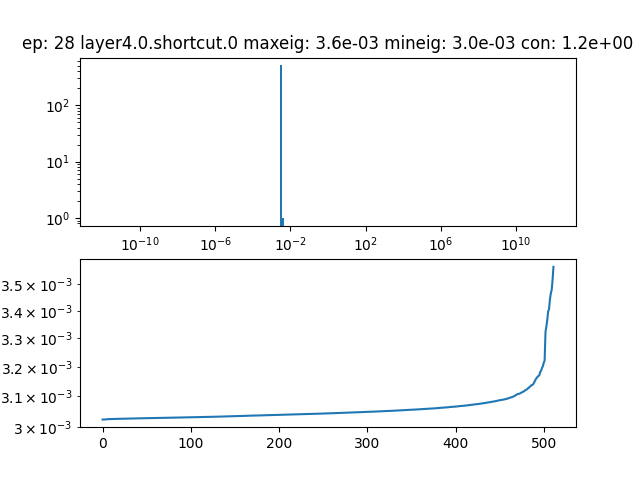 ep: 28 layer4.0.shortcut.0 maxeig: 3.6e-03 mineig: 3.0e-03 con: 1.2e+00
10²
10¹
10⁰
10⁻¹⁰ 10⁻⁶ 10⁻² 10² 10⁶ 10¹⁰
3.5 × 10⁻³
3.4 × 10⁻³
3.3 × 10⁻³
3.2 × 10⁻³
3.1 × 10⁻³
3 × 10⁻³
0 100 200 300 400 500